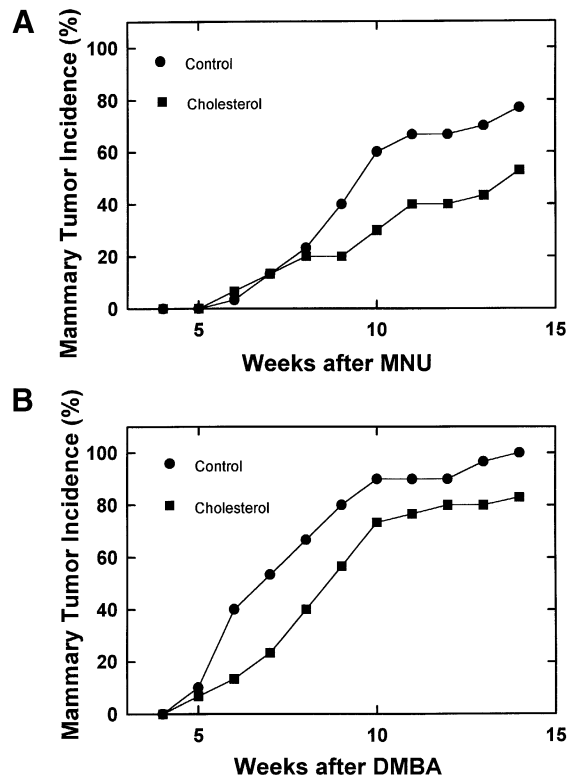 A
Mammary Tumor Incidence (%)
100
80
60
40
20
0
Control
Cholesterol
5
10
15
Weeks after MNU
B
Mammary Tumor Incidence (%)
100
80
60
40
20
0
Control
Cholesterol
5
10
15
Weeks after DMBA